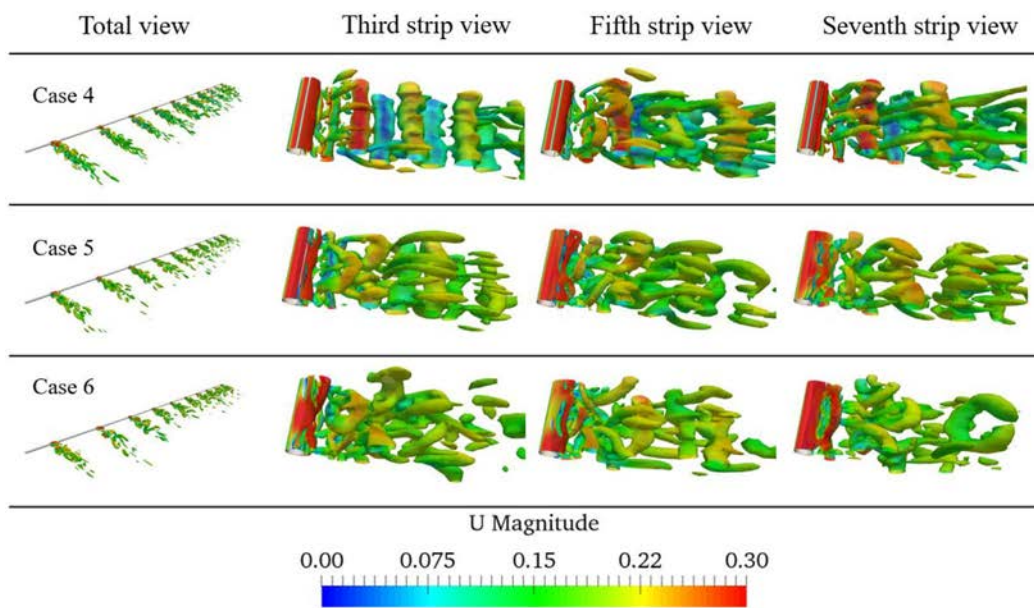 Total view Third strip view Fifth strip view Seventh strip view
Case 4
Case 5
Case 6
U Magnitude
0.00 0.075 0.15 0.22 0.30